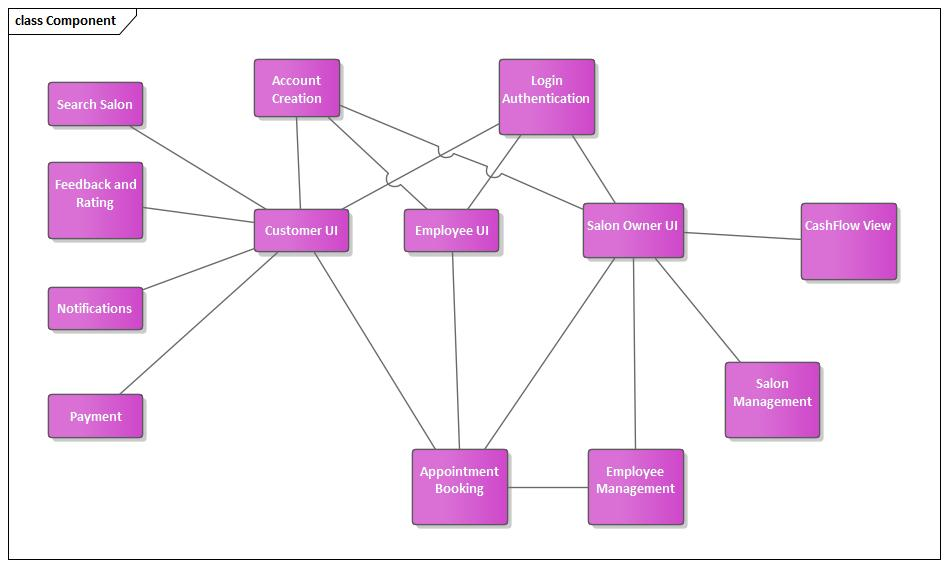 class Component
Account
Creation
Login
Authentication
Search Salon
Feedback and
Rating
Customer UI
Employee UI
Salon Owner UI
CashFlow View
Notifications
Payment
Salon
Management
Appointment
Booking
Employee
Management